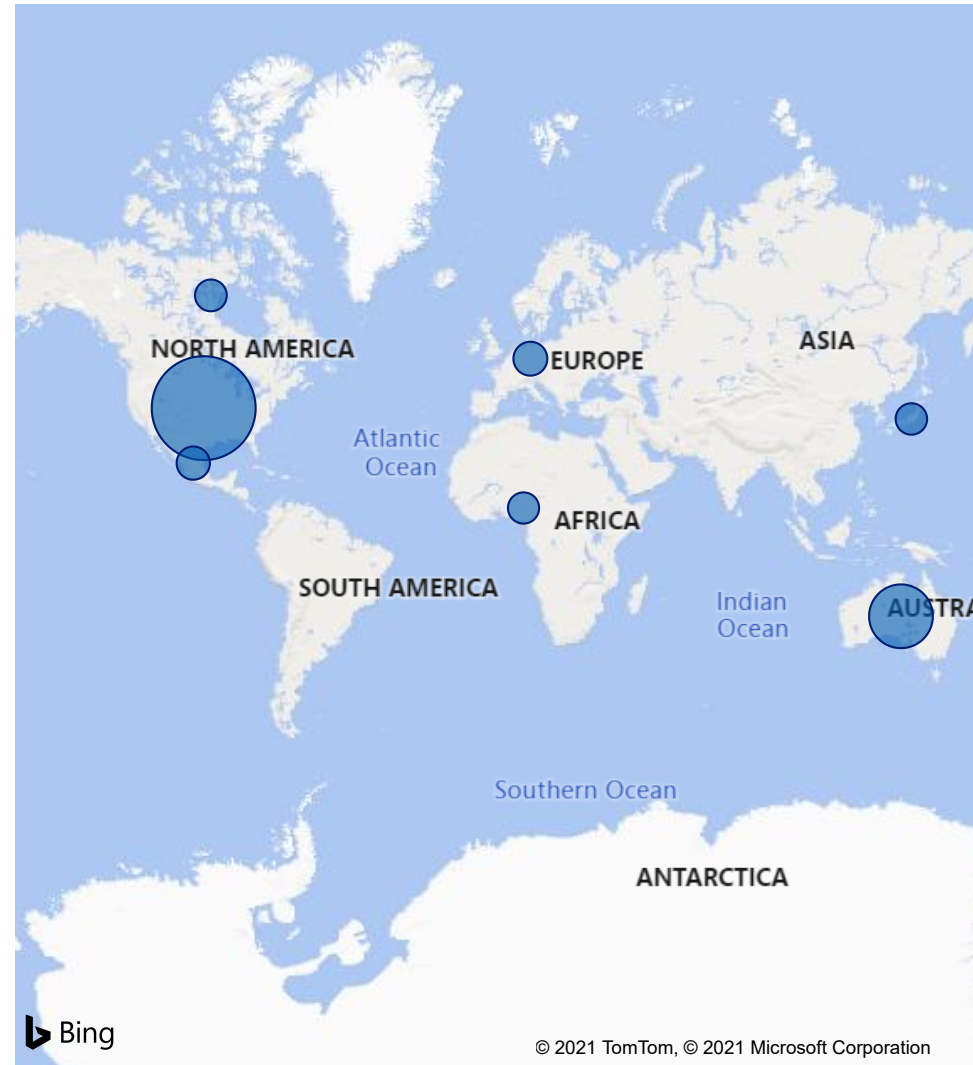 NORTH AMERICA
ASIA
EUROPE
Atlantic
Ocean
AFRICA
SOUTH AMERICA
Indian
Ocean
AUSTRA
Southern Ocean
ANTARCTICA
Bing
© 2021 TomTom, © 2021 Microsoft Corporation